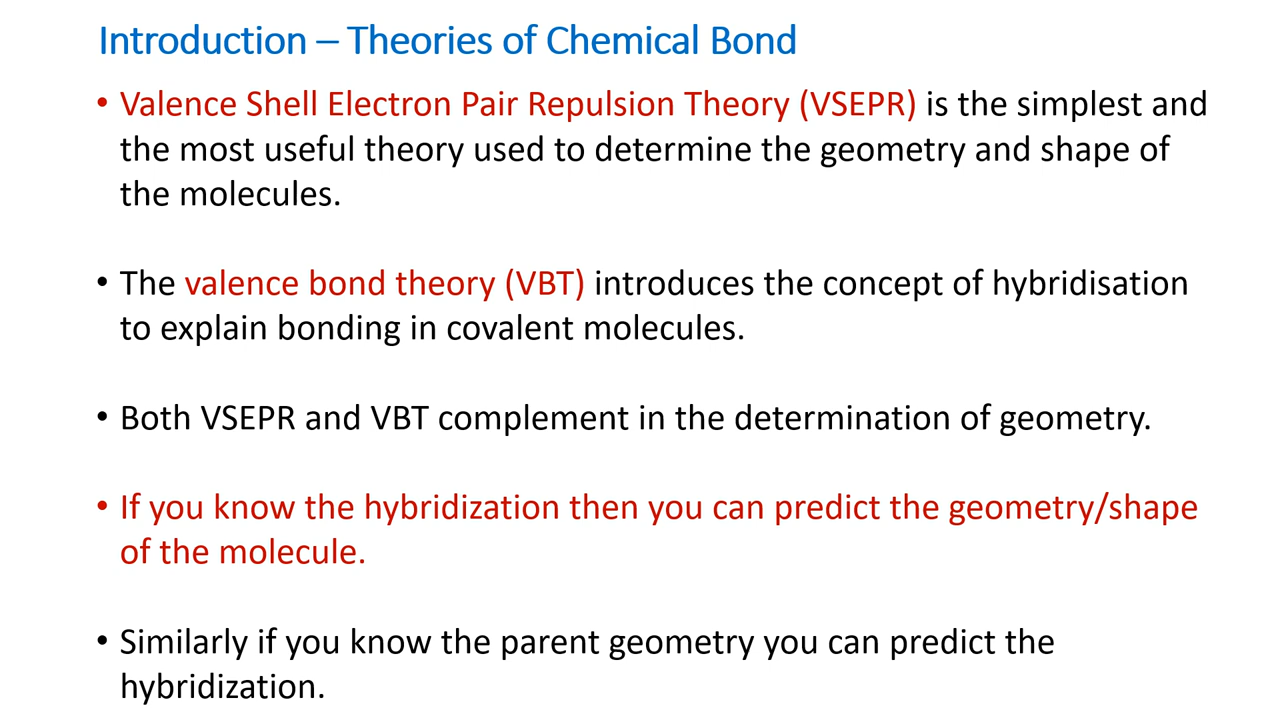 Introduction – Theories of Chemical Bond
• Valence Shell Electron Pair Repulsion Theory (VSEPR) is the simplest and
the most useful theory used to determine the geometry and shape of
the molecules.
• The valence bond theory (VBT) introduces the concept of hybridisation
to explain bonding in covalent molecules.
• Both VSEPR and VBT complement in the determination of geometry.
• If you know the hybridization then you can predict the geometry/shape
of the molecule.
• Similarly if you know the parent geometry you can predict the
hybridization.